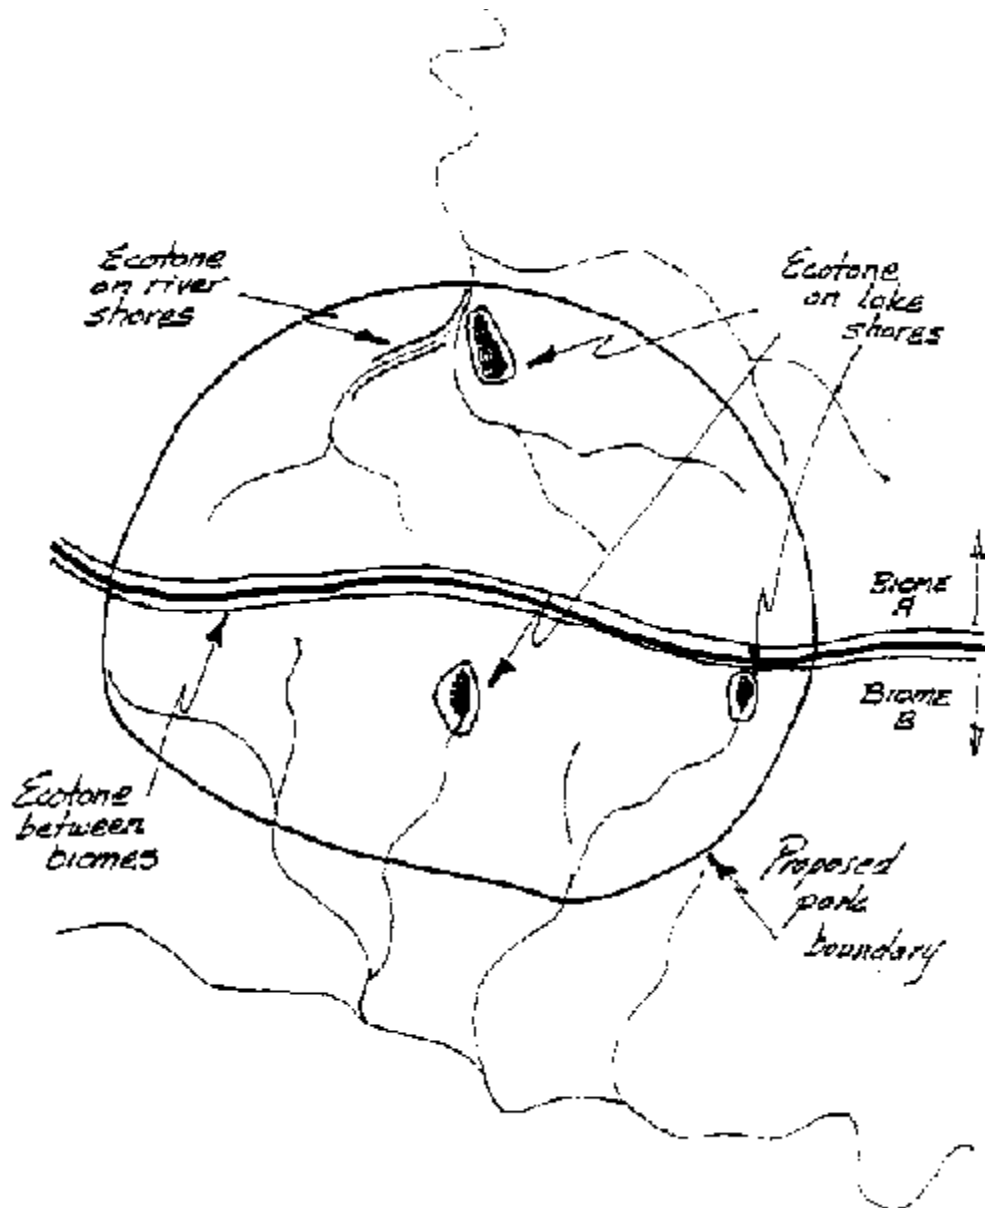 Ecotone
on river
shores
Ecotone
on lake
shores
BIOME
A
BIOME
B
Ecotone
between
biomes
Proposed
park
boundary